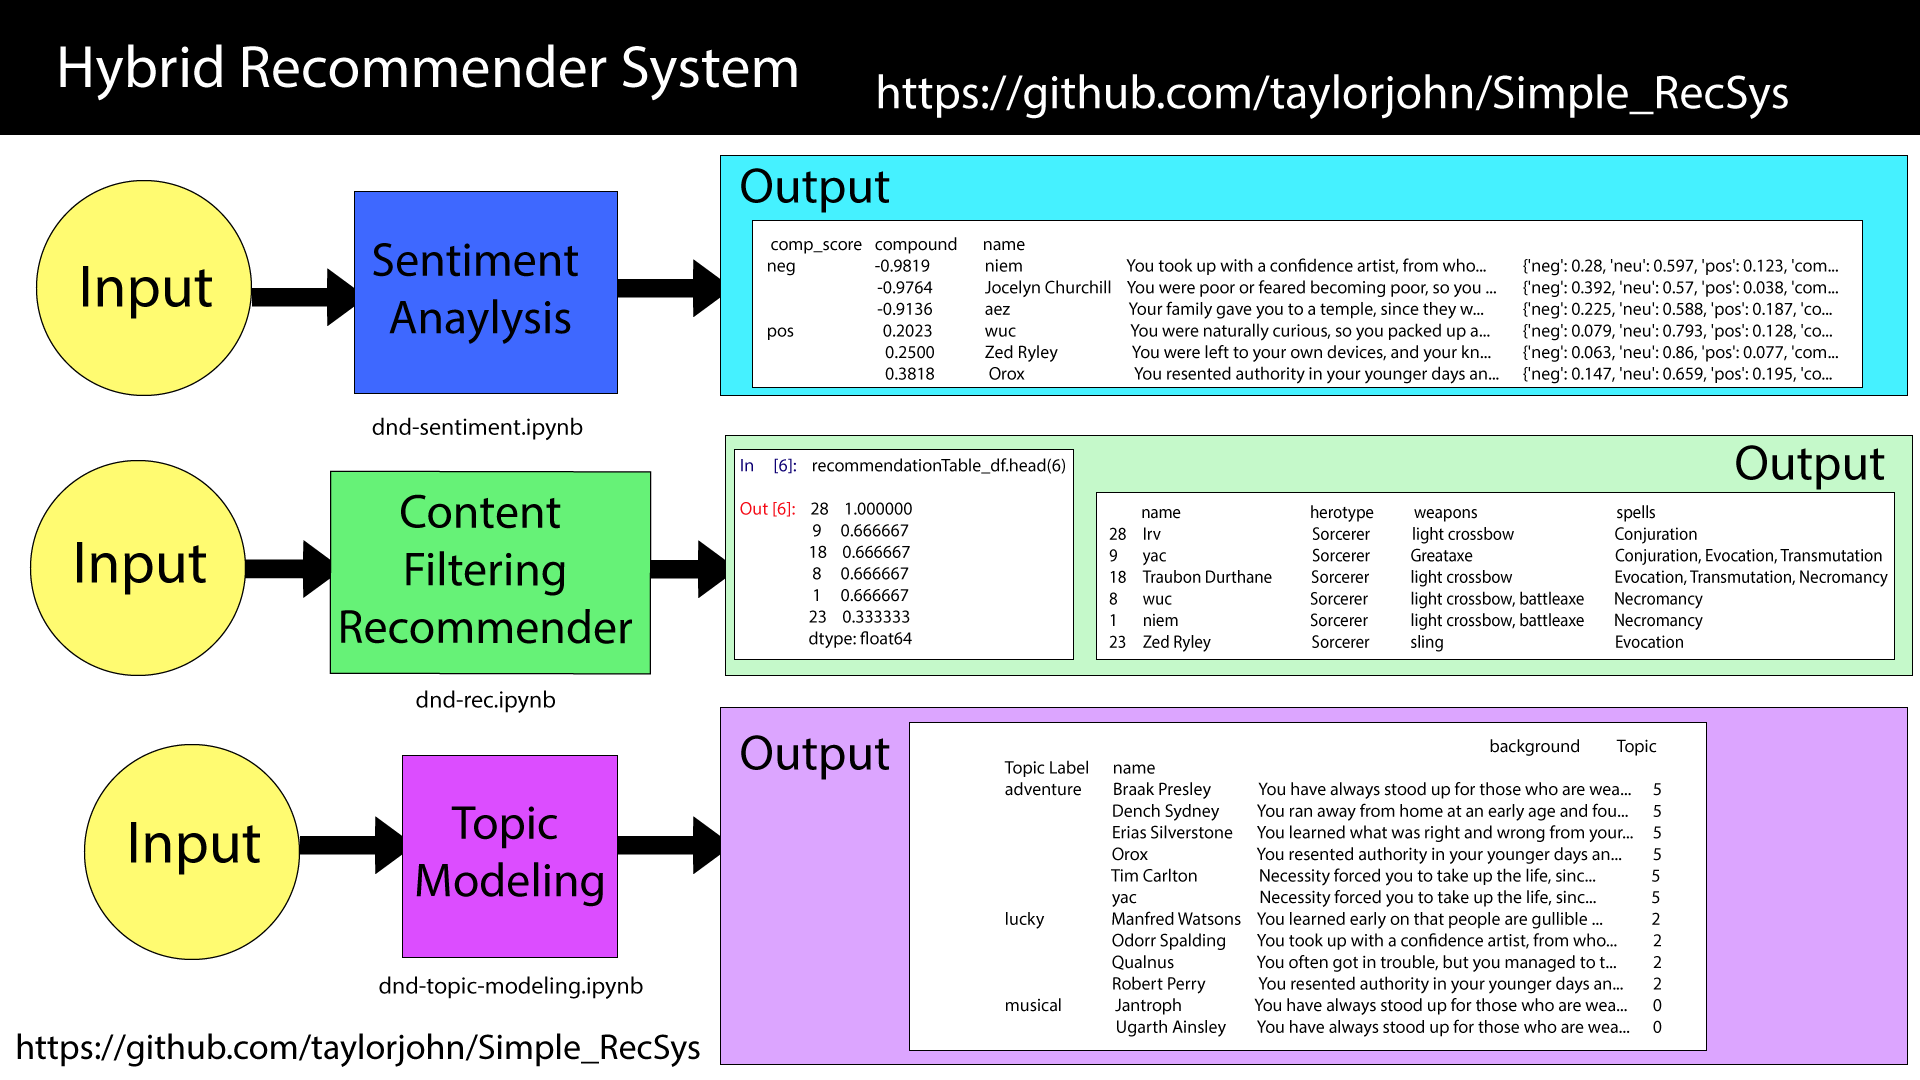 Hybrid Recommender System
https://github.com/taylorjohn/Simple_RecSys
Input
Sentiment
Anaylysis
dnd-sentiment.ipynb
Output
comp_score compound name
neg -0.9819 niem You took up with a confidence artist, from who... {'neg': 0.28, 'neu': 0.597, 'pos': 0.123, 'com...
-0.9764 Jocelyn Churchill You were poor or feared becoming poor, so you ... {'neg': 0.392, 'neu': 0.57, 'pos': 0.038, 'com...
-0.9136 aez Your family gave you to a temple, since they w... {'neg': 0.225, 'neu': 0.588, 'pos': 0.187, 'co...
pos 0.2023 wuc You were naturally curious, so you packed up a... {'neg': 0.079, 'neu': 0.793, 'pos': 0.128, 'co...
0.2500 Zed Ryley You were left to your own devices, and your kn... {'neg': 0.063, 'neu': 0.86, 'pos': 0.077, 'com...
0.3818 Orox You resented authority in your younger days an... {'neg': 0.147, 'neu': 0.659, 'pos': 0.195, 'co...
Input
Content
Filtering
Recommender
dnd-rec.ipynb
In [6]: recommendationTable_df.head(6)
Out [6]: 28 1.000000
9 0.666667
18 0.666667
8 0.666667
1 0.666667
23 0.333333
dtype: float64
Output
name herotype weapons spells
28 Irv Sorcerer light crossbow Conjuration
9 yac Sorcerer Greataxe Conjuration, Evocation, Transmutation
18 Traubon Durthane Sorcerer light crossbow Evocation, Transmutation, Necromancy
8 wuc Sorcerer light crossbow, battleaxe Necromancy
1 niem Sorcerer light crossbow, battleaxe Necromancy
23 Zed Ryley Sorcerer sling Evocation
Input
Topic
Modeling
dnd-topic-modeling.ipynb
Output
background Topic
Topic Label name
adventure Braak Presley You have always stood up for those who are wea... 5
Dench Sydney You ran away from home at an early age and fou... 5
Erias Silverstone You learned what was right and wrong from your... 5
Orox You resented authority in your younger days an... 5
Tim Carlton Necessity forced you to take up the life, sinc... 5
yac Necessity forced you to take up the life, sinc... 5
lucky Manfred Watsons You learned early on that people are gullible ... 2
Odorr Spalding You took up with a confidence artist, from who... 2
Qualnus You often got in trouble, but you managed to t... 2
Robert Perry You resented authority in your younger days an... 2
musical Jantroph You have always stood up for those who are wea... 0
Ugarth Ainsley You have always stood up for those who are wea... 0
https://github.com/taylorjohn/Simple_RecSys